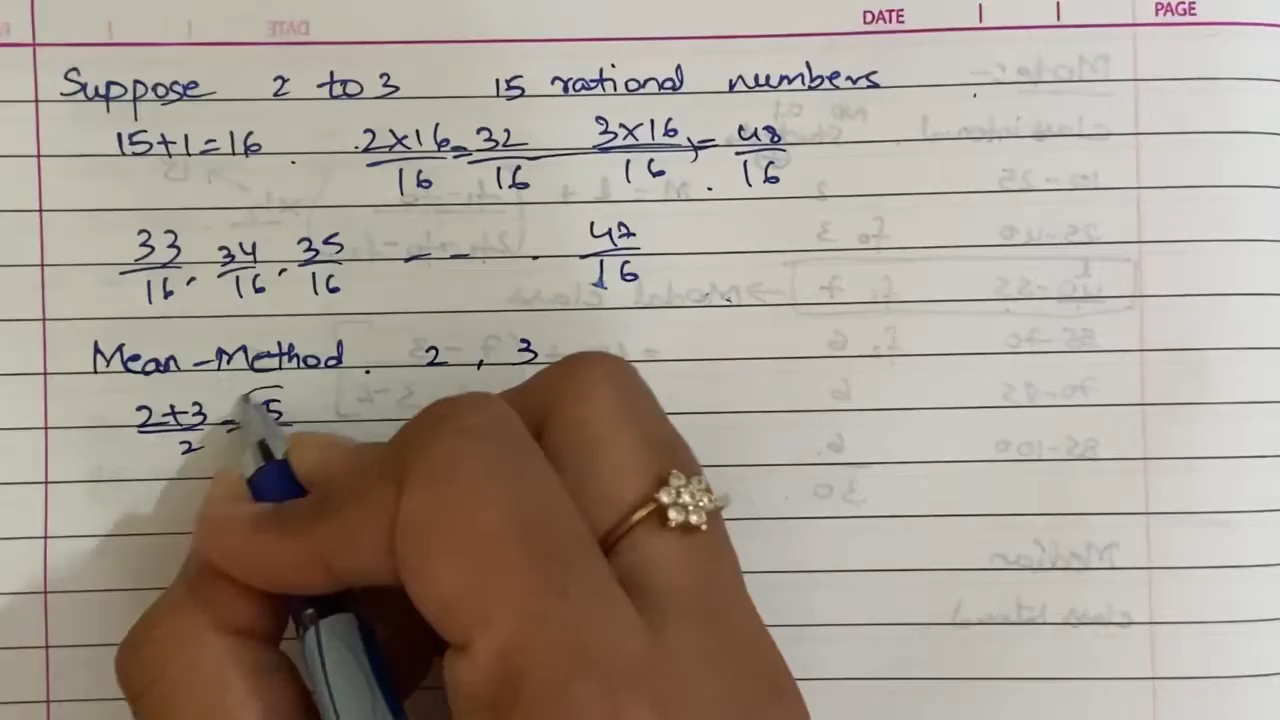 DATE PAGE
Suppose 2 to 3 15 rational numbers
15+1=16 . 2×16/16 = 32/16 3×16/16 , = 48/16
33/16 , 34/16 , 35/16 - - . 47/16
Mean-Method. 2 , 3
2+3/2 = 5